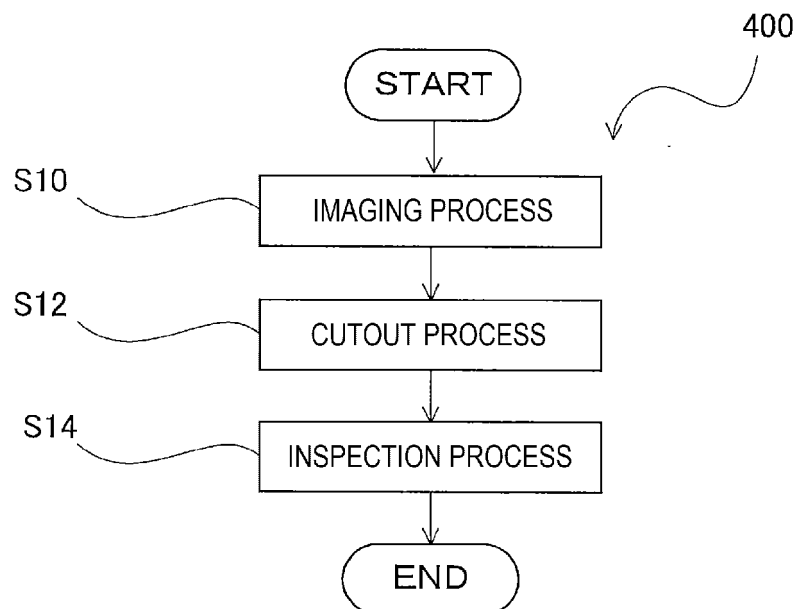 400
START
S10
IMAGING PROCESS
S12
CUTOUT PROCESS
S14
INSPECTION PROCESS
END